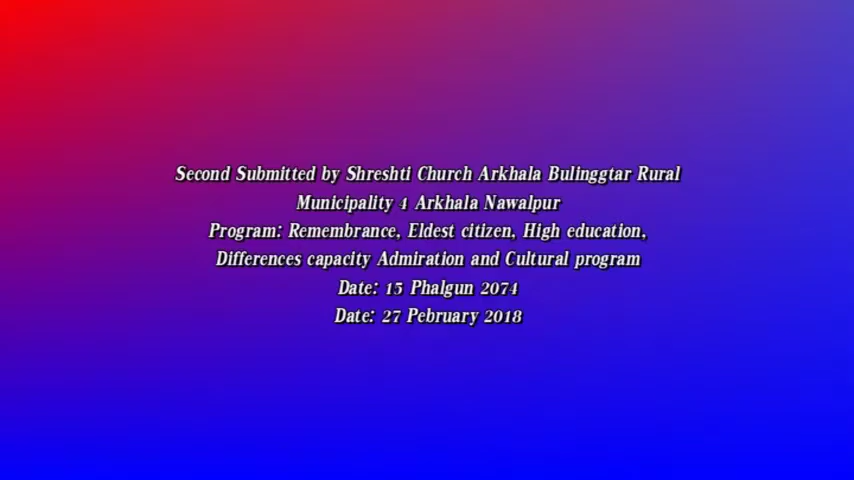 Second Submitted by Shreshti Church Arkhala Bulinggtar Rural
Municipality 4 Arkhala Nawalpur
Program: Remembrance, Eldest citizen, High education,
Differences capacity Admiration and Cultural program
Date: 15 Phalgun 2074
Date: 27 Pebruary 2018